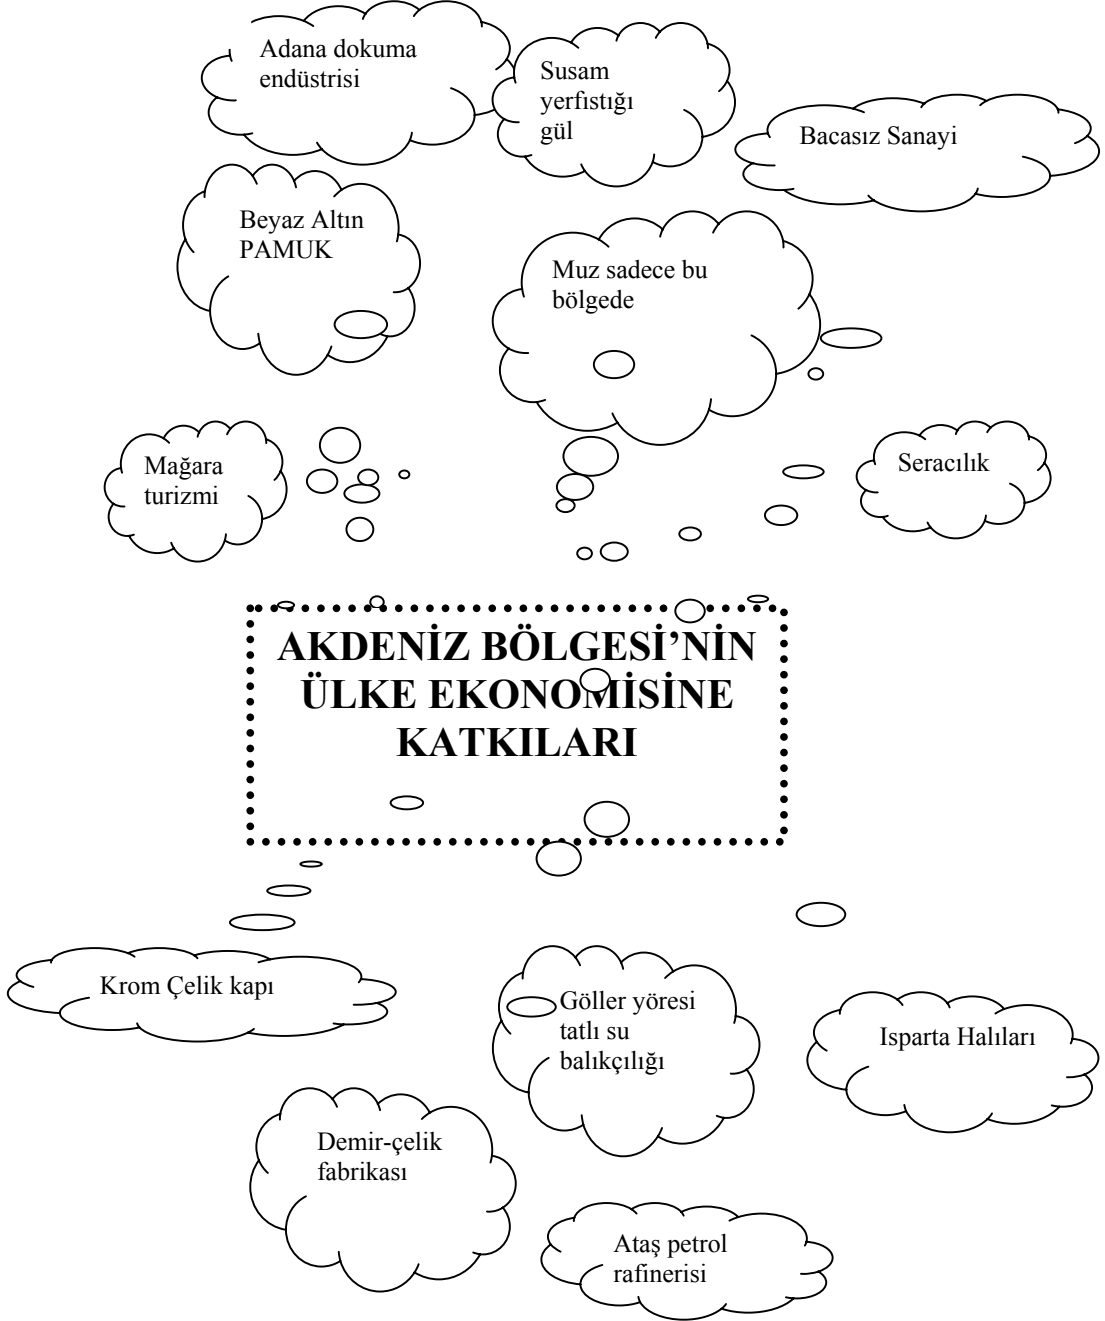 Adana dokuma
endüstrisi
Susam
yerfıstığı
gül
Bacasız Sanayi
Beyaz Altın
PAMUK
Muz sadece bu
bölgede
Mağara
turizmi
Seracılık
AKDENİZ BÖLGESİ’NİN
ÜLKE EKONOMİSİNE
KATKILARI
Krom Çelik kapı
Göller yöresi
tatlı su
balıkçılığı
Isparta Halıları
Demir-çelik
fabrikası
Ataş petrol
rafinerisi